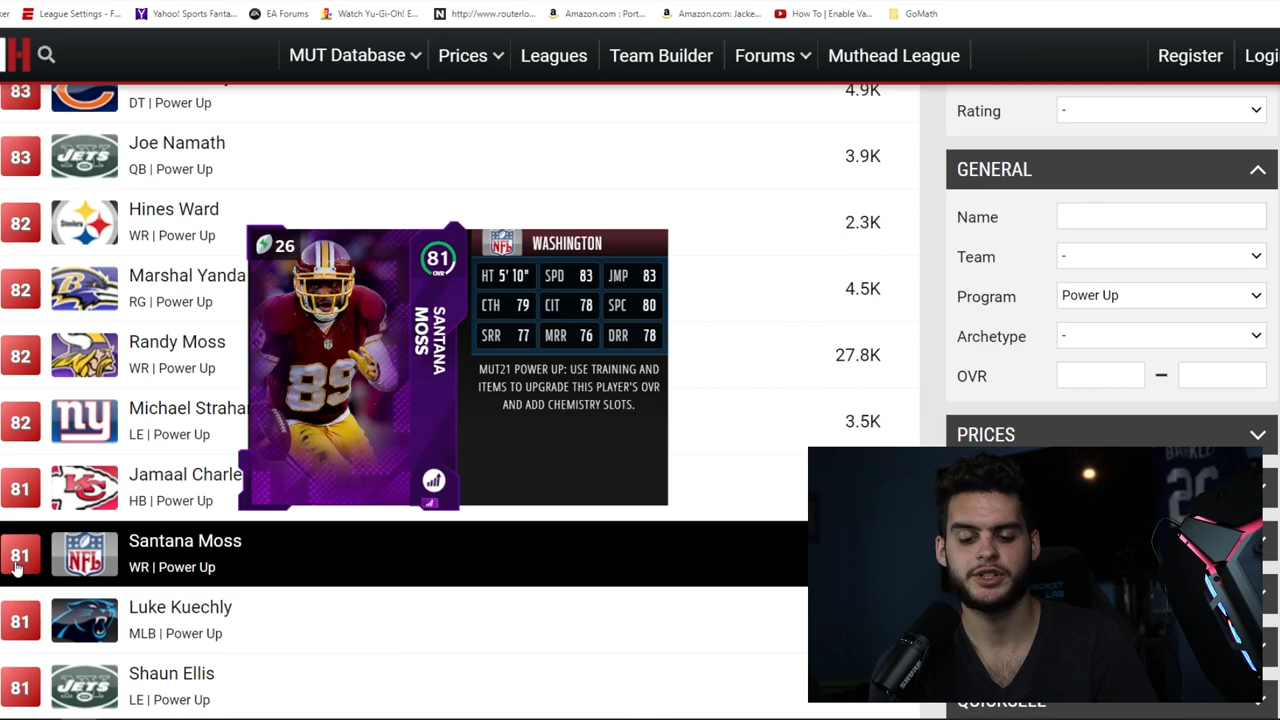 ker
League Settings - F...
Yahoo! Sports Fanta...
EA Forums
Watch Yu-Gi-Oh! E...
http://www.routerlo...
Amazon.com : Port...
Amazon.com: Jacke...
How To | Enable Va...
GoMath
H
MUT Database
Prices
Leagues
Team Builder
Forums
Muthead League
Register
Logi
83
DT | Power Up
4.9K
83
Joe Namath
QB | Power Up
3.9K
82
Hines Ward
WR | Power Up
2.3K
82
Marshal Yanda
RG | Power Up
4.5K
82
Randy Moss
WR | Power Up
27.8K
82
Michael Straha
LE | Power Up
3.5K
81
Jamaal Charle
HB | Power Up
81
Santana Moss
WR | Power Up
81
Luke Kuechly
MLB | Power Up
81
Shaun Ellis
LE | Power Up
26
81
OVR
SANTANA
MOSS
89
WASHINGTON
HT 5' 10" SPD 83 JMP 83
CTH 79 CIT 78 SPC 80
SRR 77 MRR 76 DRR 78
MUT21 POWER UP: USE TRAINING AND
ITEMS TO UPGRADE THIS PLAYER'S OVR
AND ADD CHEMISTRY SLOTS.
Rating -
GENERAL
Name
Team -
Program Power Up
Archetype -
OVR –
PRICES
QUICKSELL
BARKLEY
26
SHURE